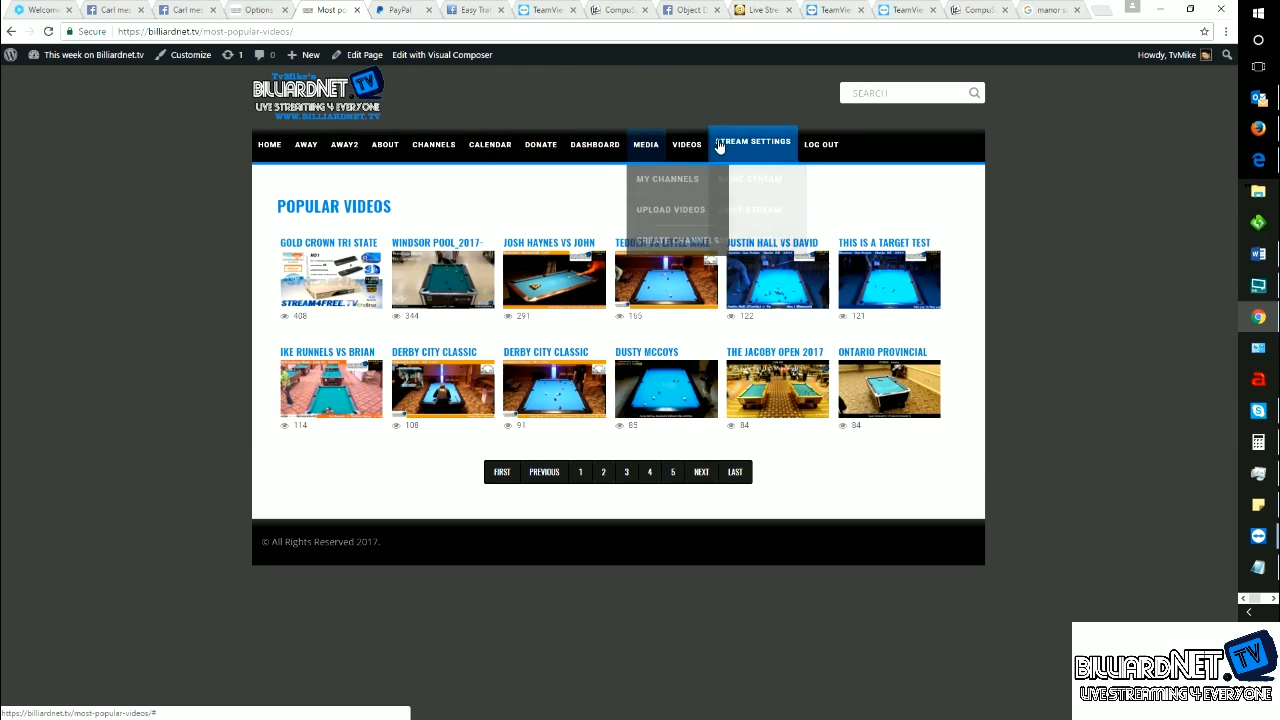 Welcom
Carl me
Carl me
Options
Most po
PayPal
Easy Tra
TeamVie
CompuS
Object D
Live Stre
TeamVie
TeamVie
CompuS
manor s
Secure https://billiardnet.tv/most-popular-videos/
This week on Billiardnet.tv Customize 1 0 New Edit Page Edit with Visual Composer Howdy, TvMike
TvMike's
BILLIARDNET.TV
LIVE STREAMING 4 EVERYONE
WWW.BILLIARDNET.TV
SEARCH
HOME AWAY AWAY2 ABOUT CHANNELS CALENDAR DONATE DASHBOARD MEDIA VIDEOS STREAM SETTINGS LOG OUT
MY CHANNELS
UPLOAD VIDEOS
CREATE CHANNELS
POPULAR VIDEOS
GOLD CROWN TRI STATE WINDSOR POOL_2017- JOSH HAYNES VS JOHN JUSTIN HALL VS DAVID THIS IS A TARGET TEST
STREAM4FREE.TV
408 344 291 165 122 121
IKE RUNNELS VS BRIAN DERBY CITY CLASSIC DERBY CITY CLASSIC DUSTY MCCOYS THE JACOBY OPEN 2017 ONTARIO PROVINCIAL
114 108 91 85 84 84
FIRST PREVIOUS 1 2 3 4 5 NEXT LAST
© All Rights Reserved 2017.
BILLIARDNET.TV
LIVE STREAMING 4 EVERYONE
https://billiardnet.tv/most-popular-videos/#